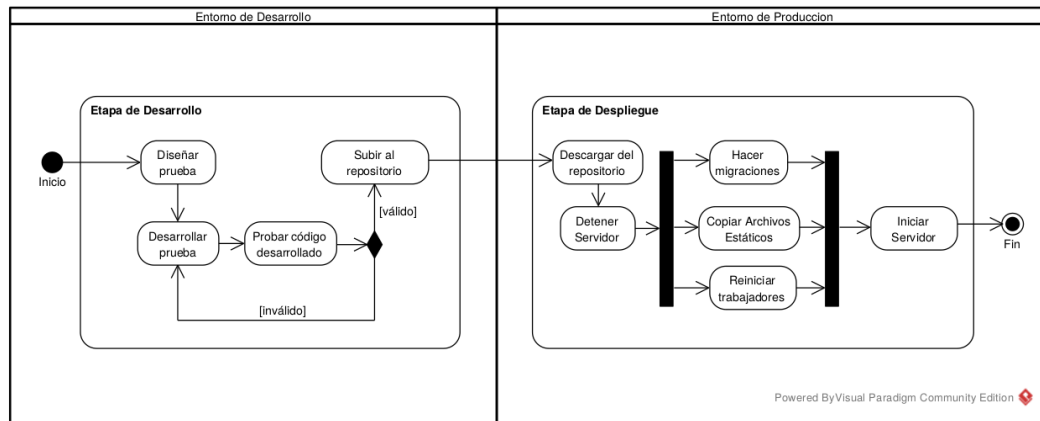 Entorno de Desarrollo
Entorno de Produccion
Etapa de Desarrollo
Inicio
Diseñar
prueba
Desarrollar
prueba
Probar código
desarrollado
[inválido]
[válido]
Subir al
repositorio
Etapa de Despliegue
Descargar del
repositorio
Detener
Servidor
Hacer
migraciones
Copiar Archivos
Estáticos
Reiniciar
trabajadores
Iniciar
Servidor
Fin
Powered ByVisual Paradigm Community Edition